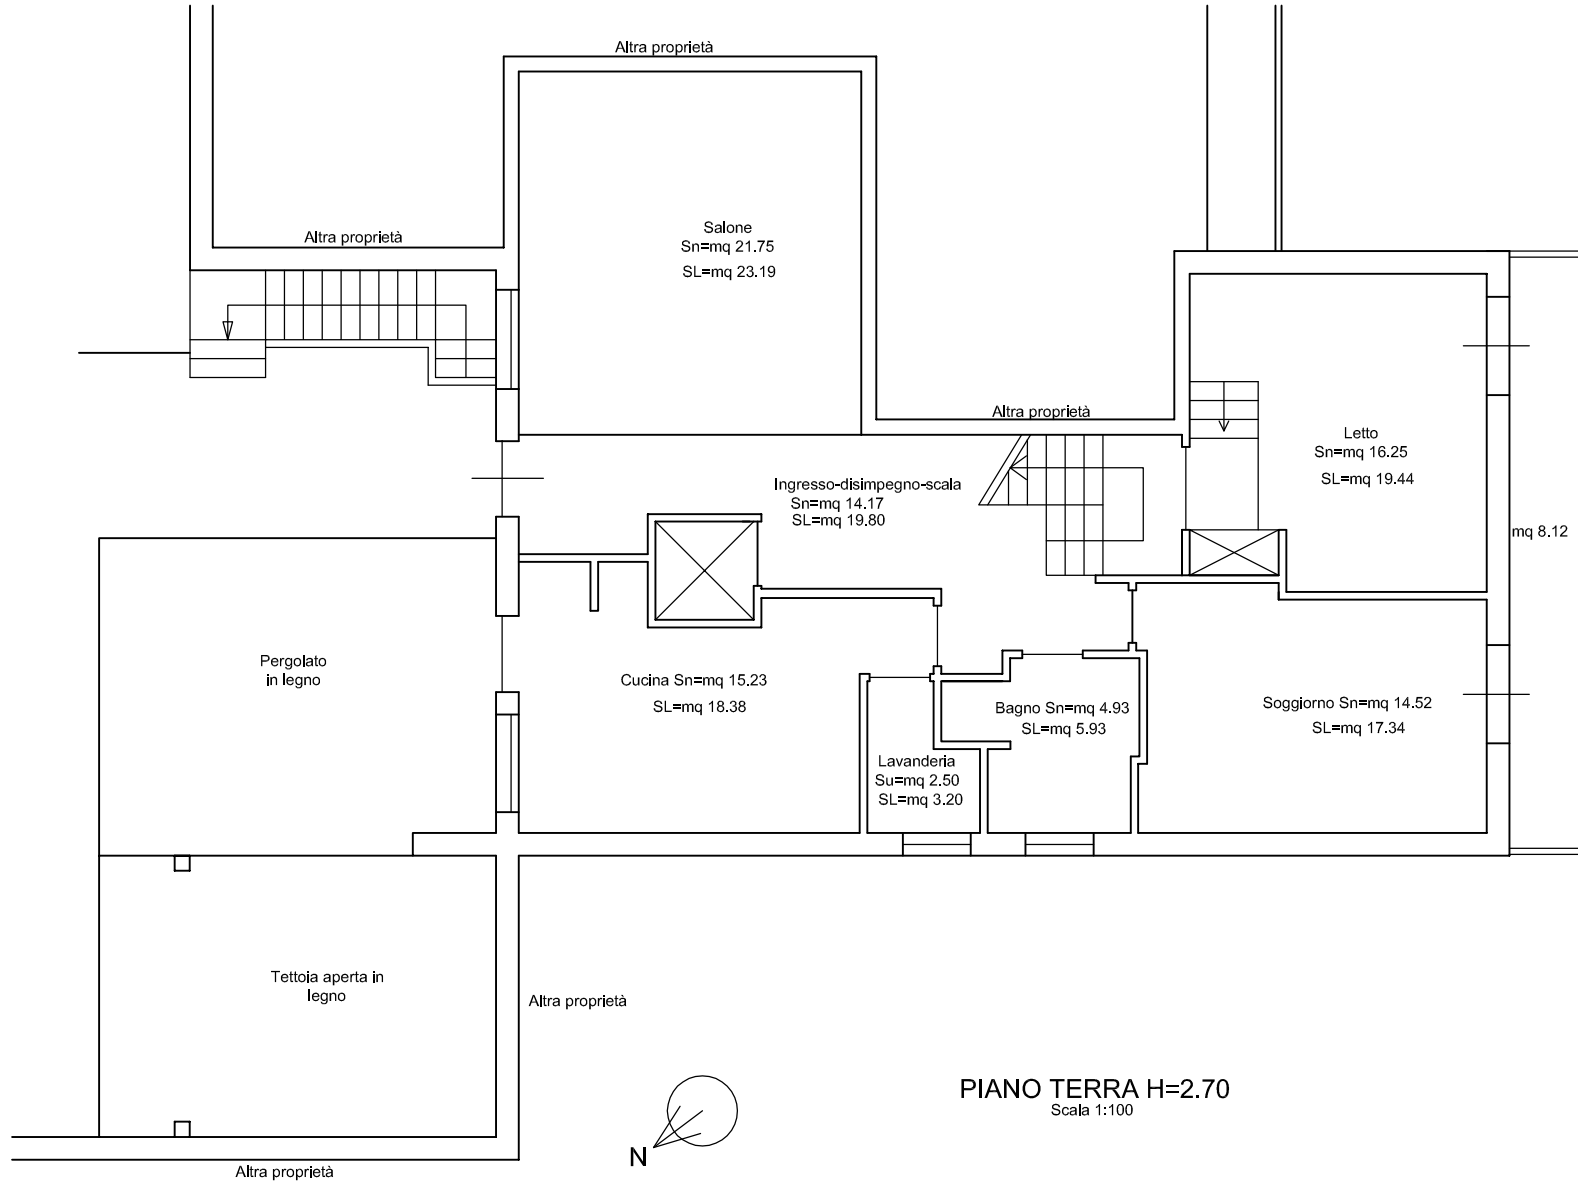 Altra proprietà
Altra proprietà
Salone
Sn=mq 21.75
SL=mq 23.19
Altra proprietà
Letto
Sn=mq 16.25
SL=mq 19.44
Ingresso-disimpegno-scala
Sn=mq 14.17
SL=mq 19.80
mq 8.12
Pergolato
in legno
Cucina Sn=mq 15.23
SL=mq 18.38
Bagno Sn=mq 4.93
SL=mq 5.93
Soggiorno Sn=mq 14.52
SL=mq 17.34
Lavanderia
Su=mq 2.50
SL=mq 3.20
Tettoia aperta in
legno
Altra proprietà
PIANO TERRA H=2.70
Scala 1:100
N
Altra proprietà